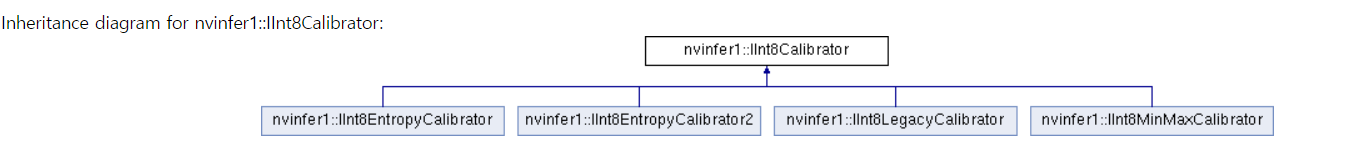 Inheritance diagram for nvinfer1::IInt8Calibrator:
nvinfer1::IInt8Calibrator
nvinfer1::IInt8EntropyCalibrator
nvinfer1::IInt8EntropyCalibrator2
nvinfer1::IInt8LegacyCalibrator
nvinfer1::IInt8MinMaxCalibrator